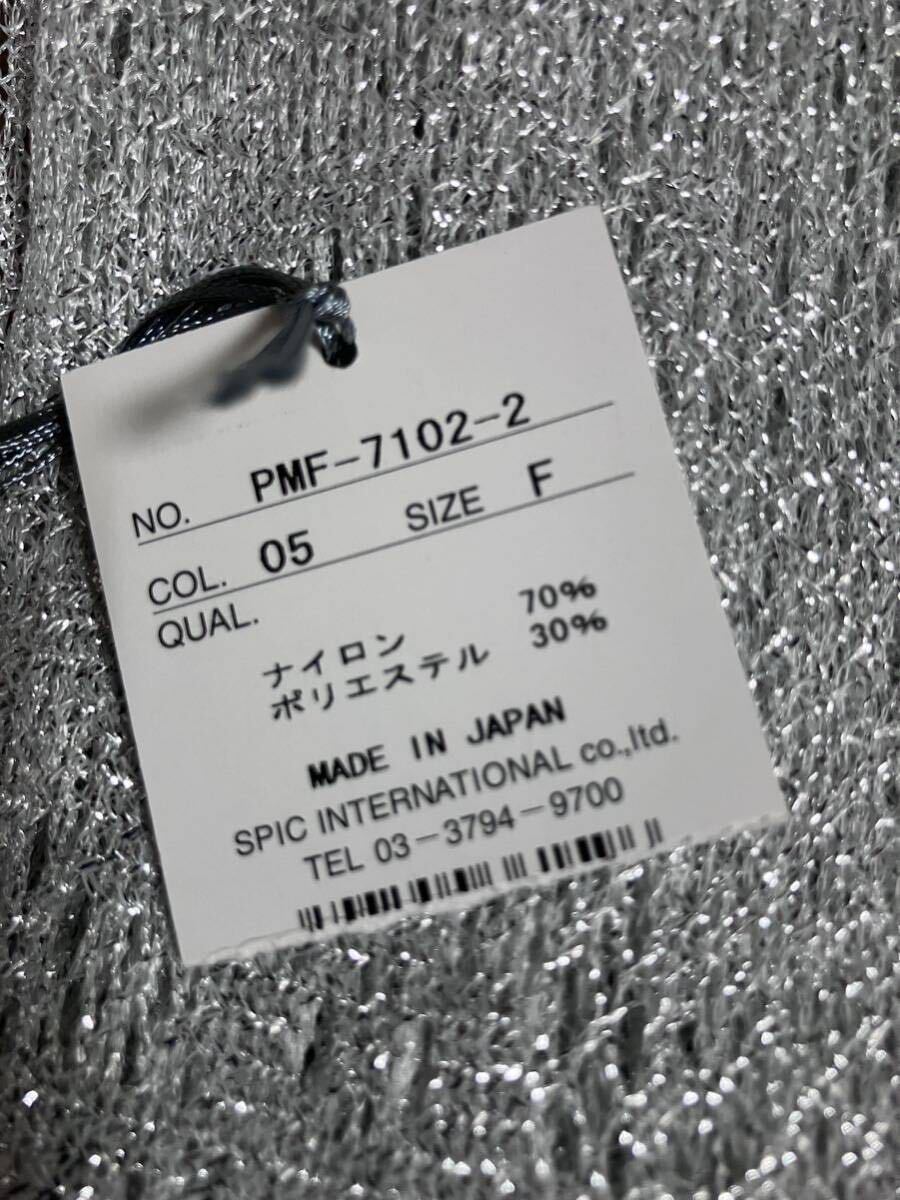 NO. PMF-7102-2
COL. 05 SIZE F
QUAL.
ナイロン 70%
ポリエステル 30%
MADE IN JAPAN
SPIC INTERNATIONAL co.,ltd.
TEL 03-3794-9700